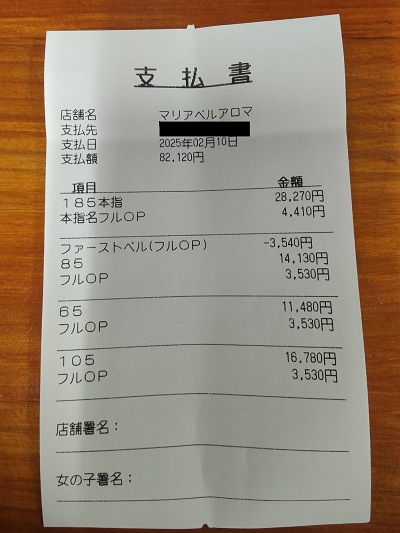 支払書
店舗名 マリアベルアロマ
支払先
支払日 2025年02月10日
支払額 82,120円
項目 金額
185本指 28,270円
本指名フルOP 4,410円
ファーストベル(フルOP) -3,540円
85 14,130円
フルOP 3,530円
65 11,480円
フルOP 3,530円
105 16,780円
フルOP 3,530円
店舗署名：
女の子署名：